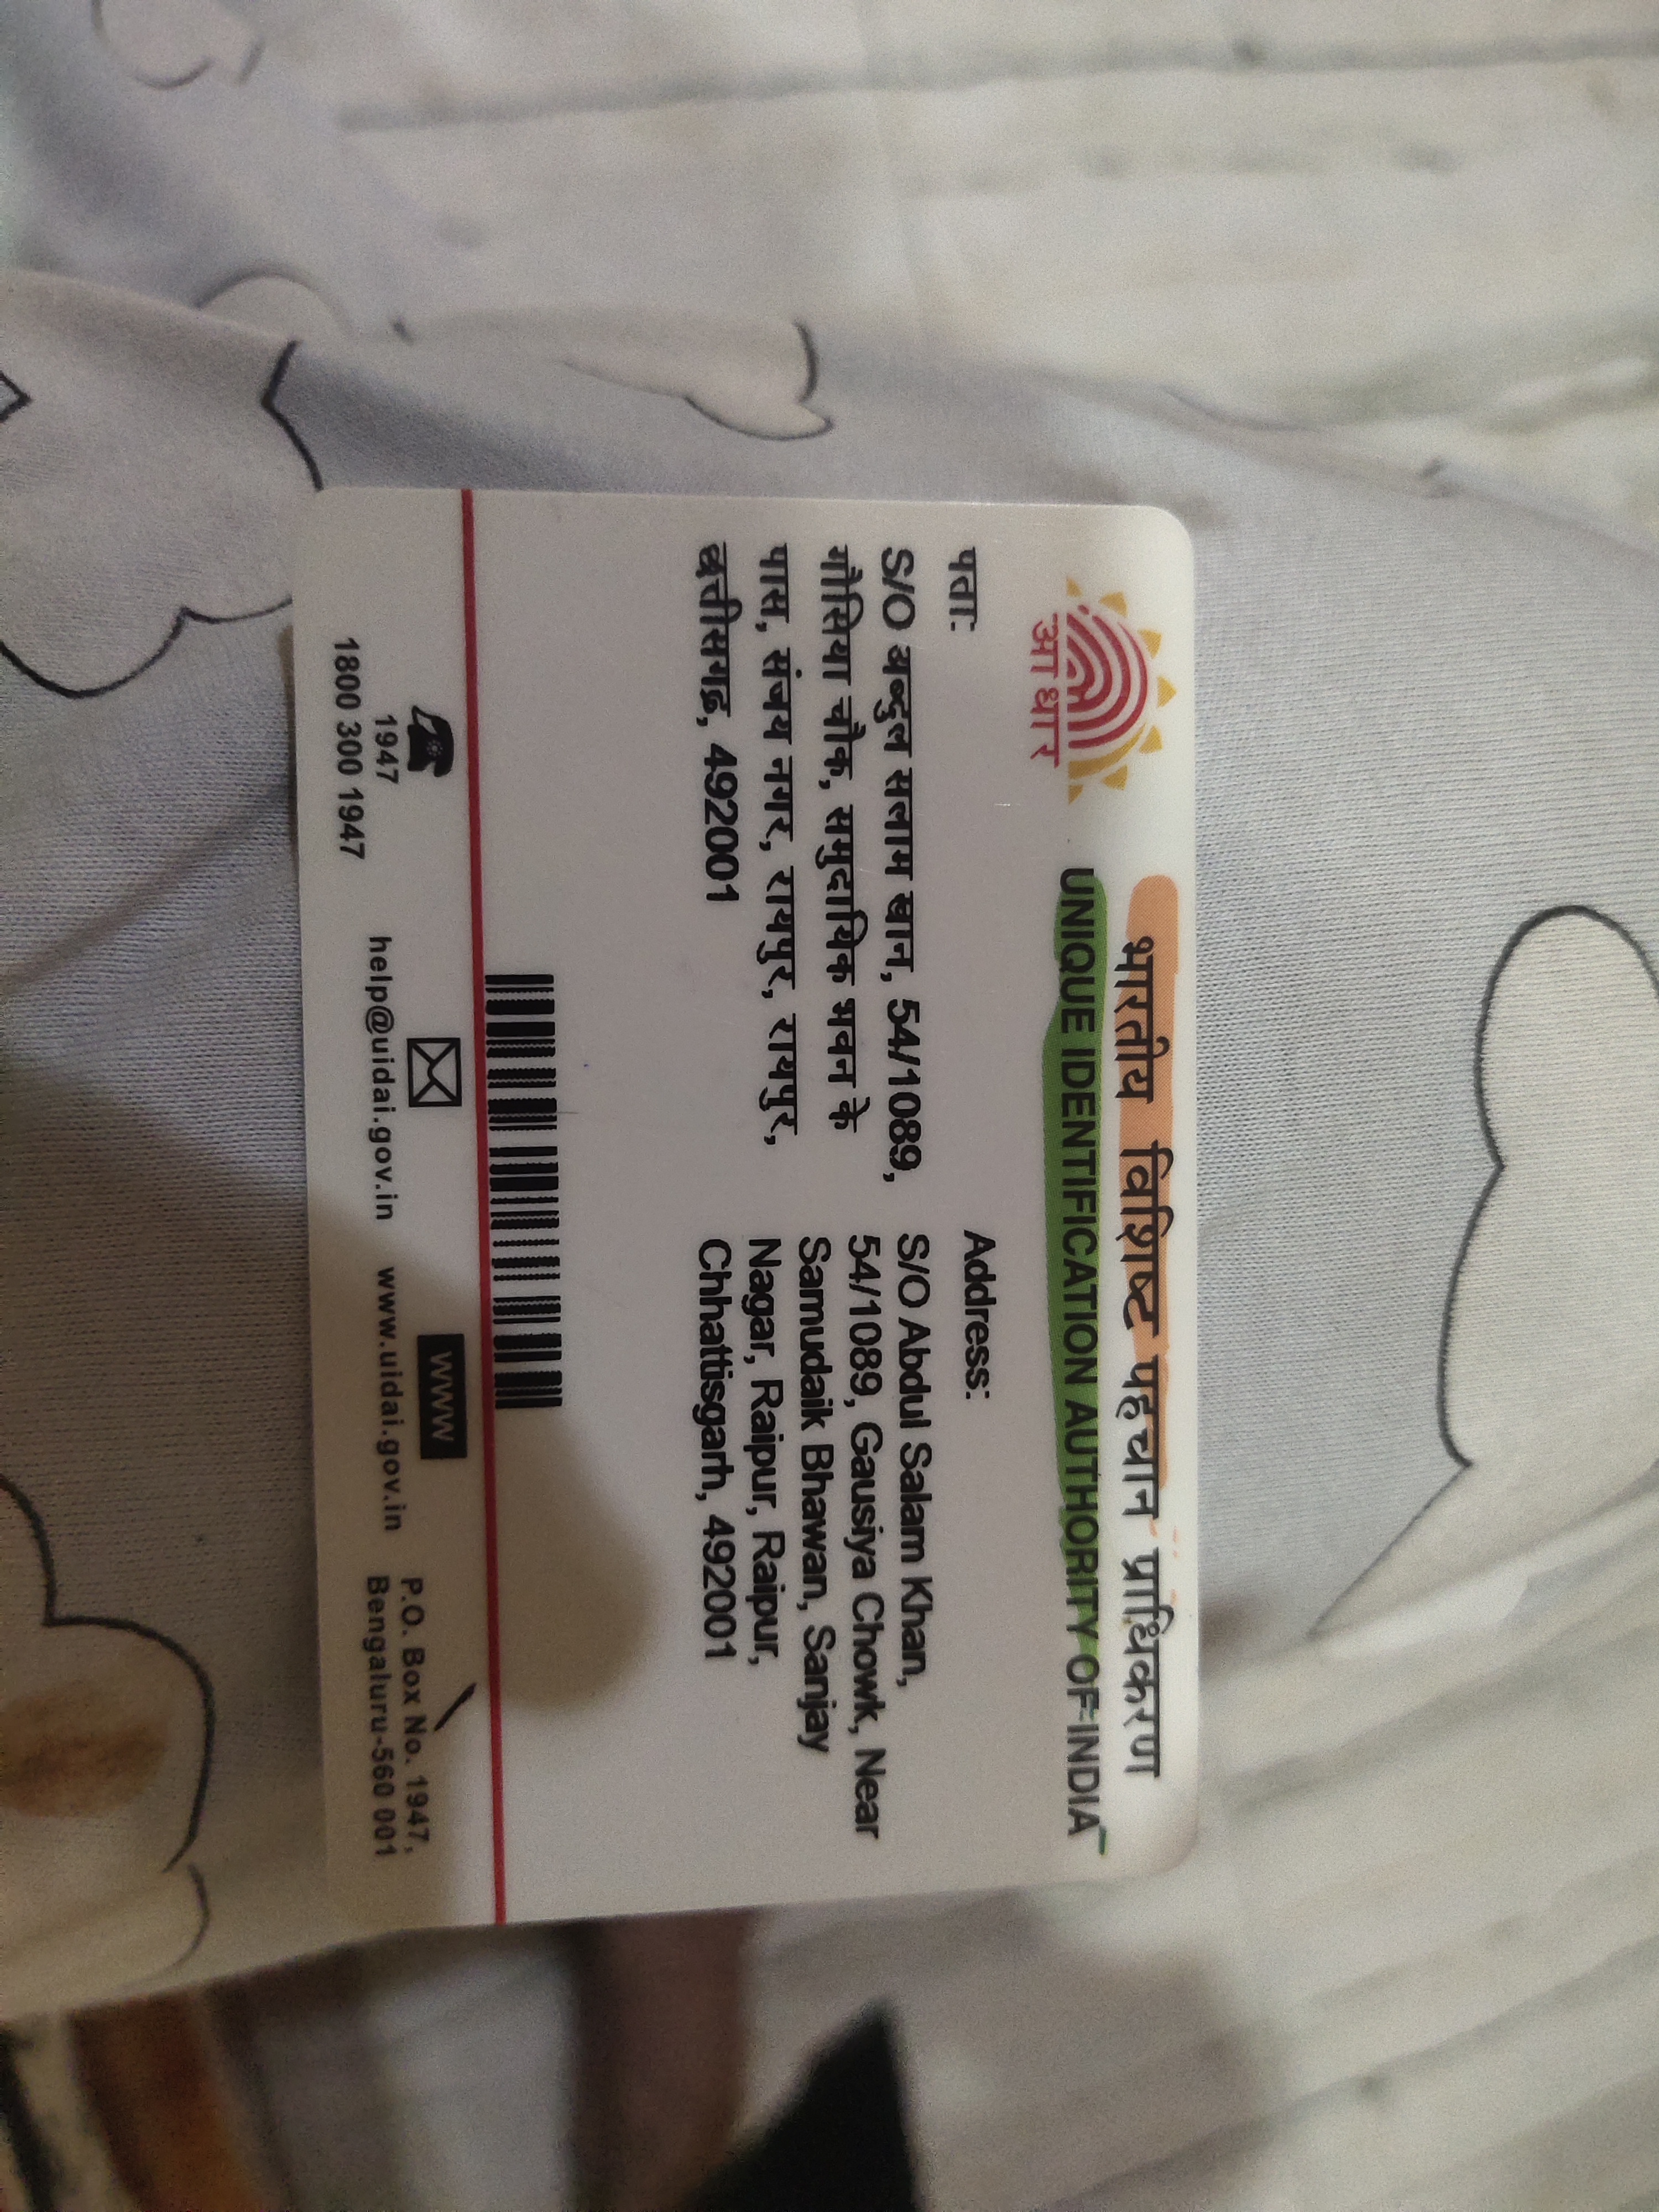 भारतीय विशिष्ट पहचान प्राधिकरण
UNIQUE IDENTIFICATION AUTHORITY OF INDIA
आधार
पता:
S/O अब्दुल सलाम खान, 54/1089,
गौसिया चौक, समुदायिक भवन के
पास, संजय नगर, रायपुर, रायपुर,
छत्तीसगढ़, 492001
Address:
S/O Abdul Salam Khan,
54/1089, Gausiya Chowk, Near
Samudaik Bhawan, Sanjay
Nagar, Raipur, Raipur,
Chhattisgarh, 492001
1947
1800 300 1947
help@uidai.gov.in
www
www.uidai.gov.in
P.O. Box No. 1947,
Bengaluru-560 001